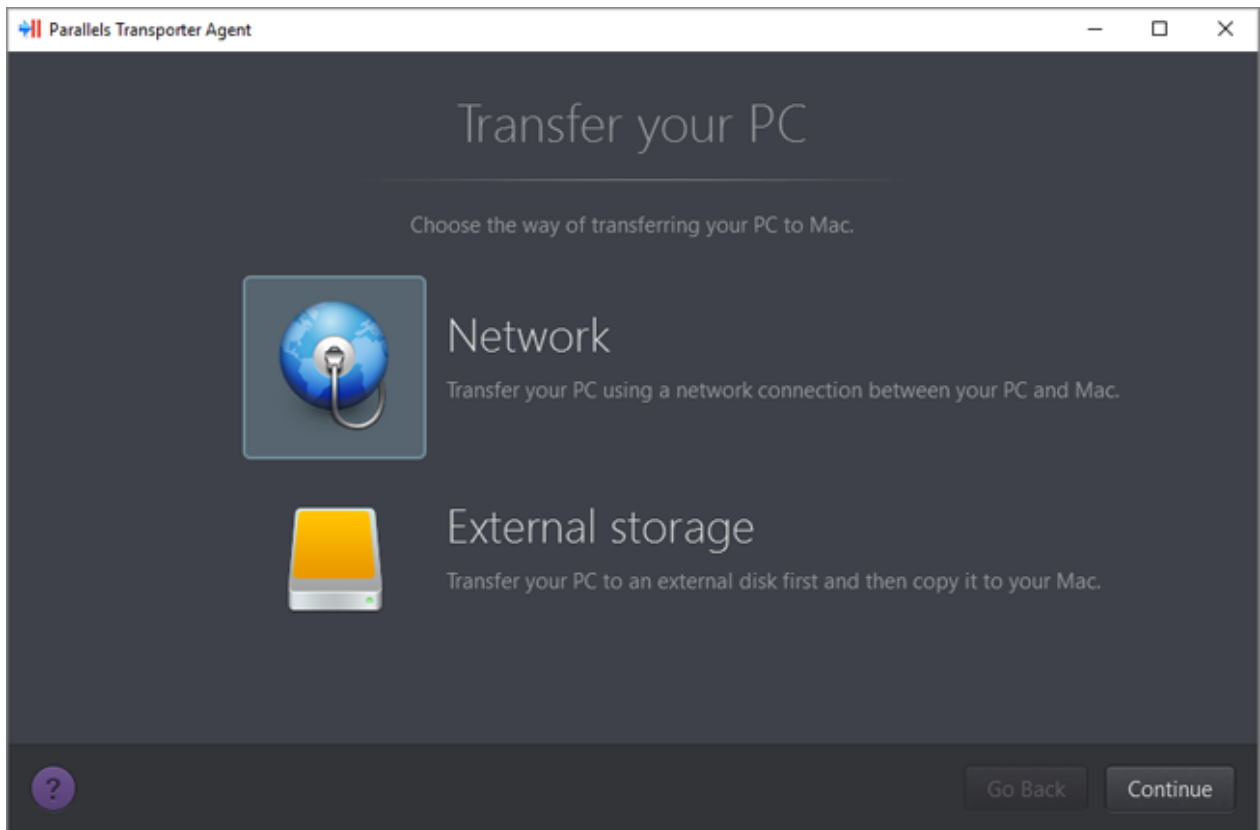 Parallels Transporter Agent
Transfer your PC
Choose the way of transferring your PC to Mac.
Network
Transfer your PC using a network connection between your PC and Mac.
External storage
Transfer your PC to an external disk first and then copy it to your Mac.
?
Go Back
Continue